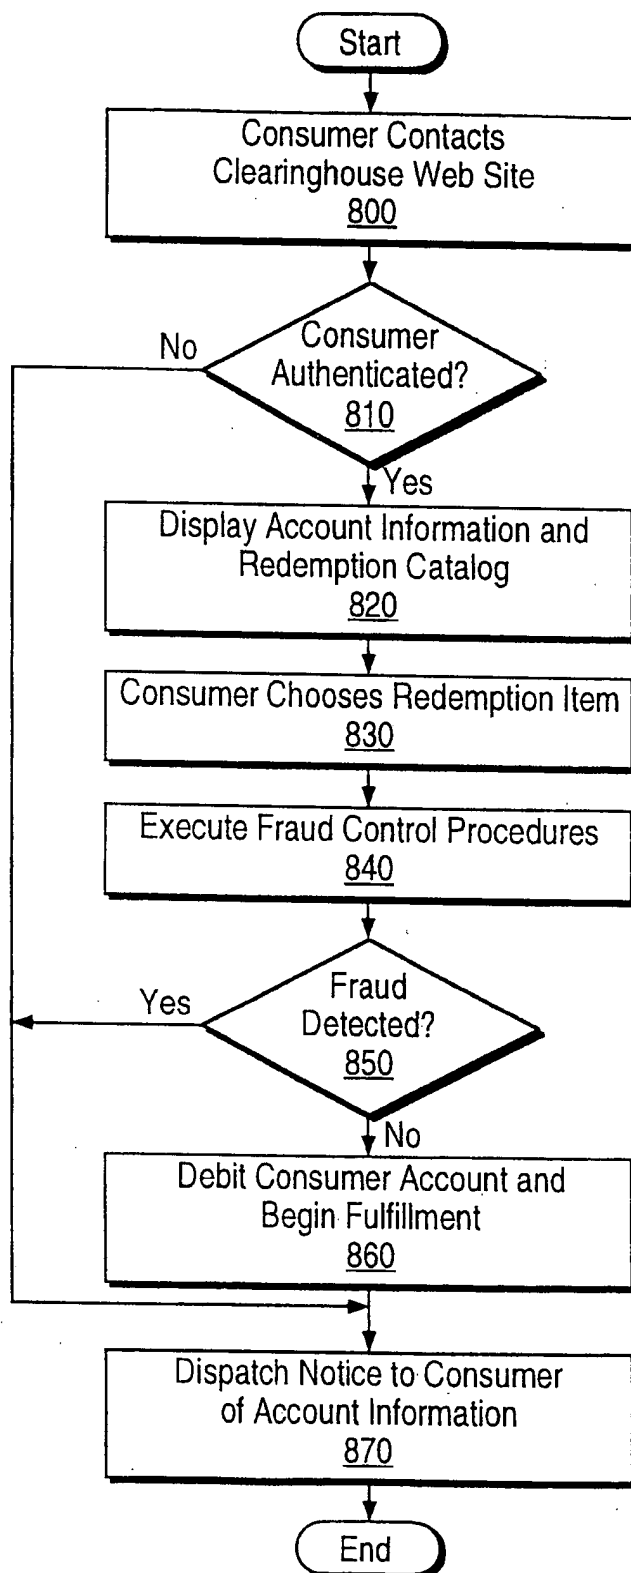 Start
Consumer Contacts
Clearinghouse Web Site
800
No
Consumer
Authenticated?
810
Yes
Display Account Information and
Redemption Catalog
820
Consumer Chooses Redemption Item
830
Execute Fraud Control Procedures
840
Yes
Fraud
Detected?
850
No
Debit Consumer Account and
Begin Fulfillment
860
Dispatch Notice to Consumer
of Account Information
870
End